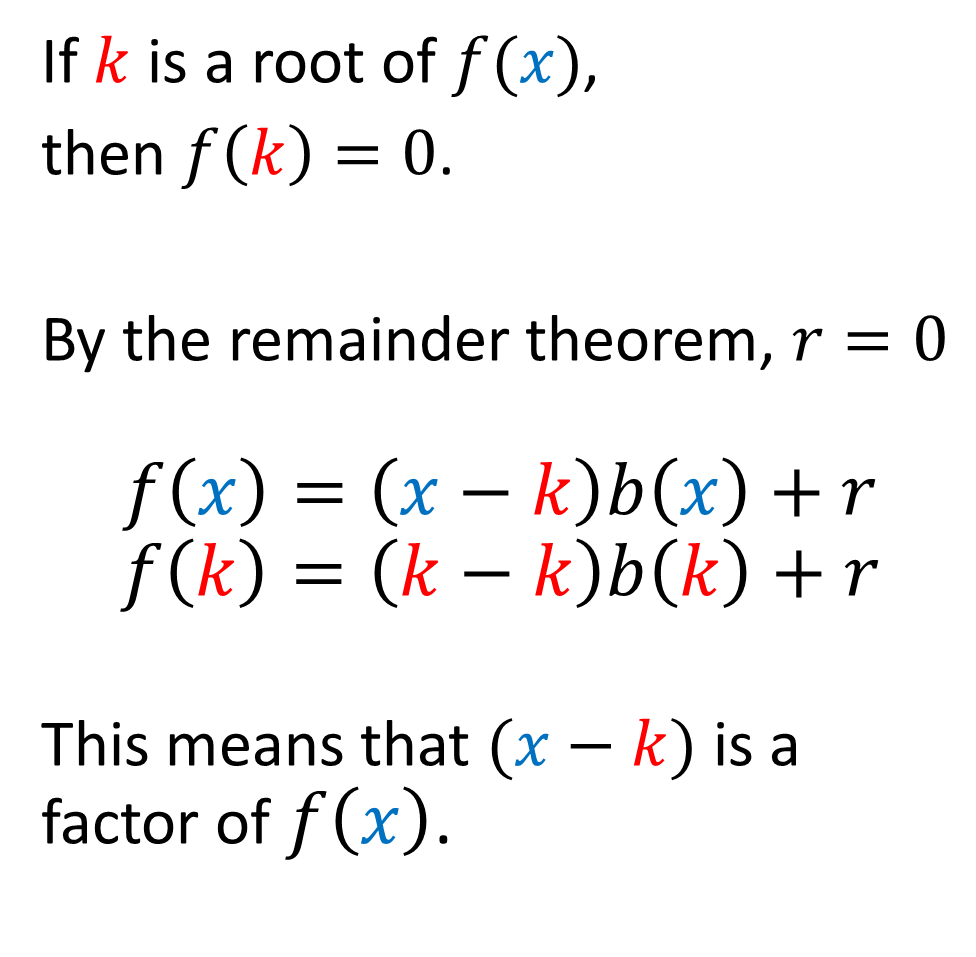 If k is a root of f(x),
then f(k) = 0.
By the remainder theorem, r = 0
f(x) = (x − k)b(x) + r
f(k) = (k − k)b(k) + r
This means that (x − k) is a
factor of f(x).